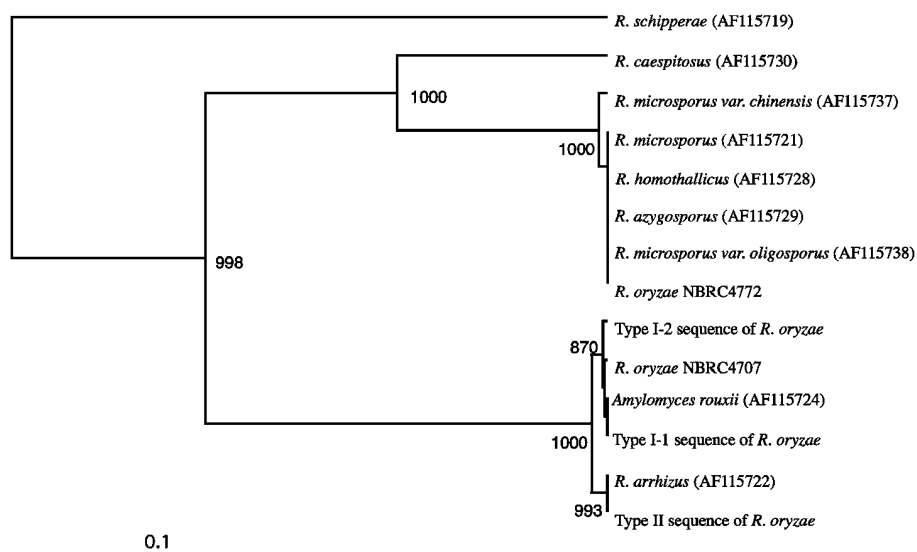 R. schipperae (AF115719)
R. caespitosus (AF115730)
1000
R. microsporus var. chinensis (AF115737)
R. microsporus (AF115721)
1000
R. homothallicus (AF115728)
R. azygosporus (AF115729)
R. microsporus var. oligosporus (AF115738)
998
R. oryzae NBRC4772
Type I-2 sequence of R. oryzae
870
R. oryzae NBRC4707
Amylomyces rouxii (AF115724)
Type I-1 sequence of R. oryzae
1000
R. arrhizus (AF115722)
993
Type II sequence of R. oryzae
0.1